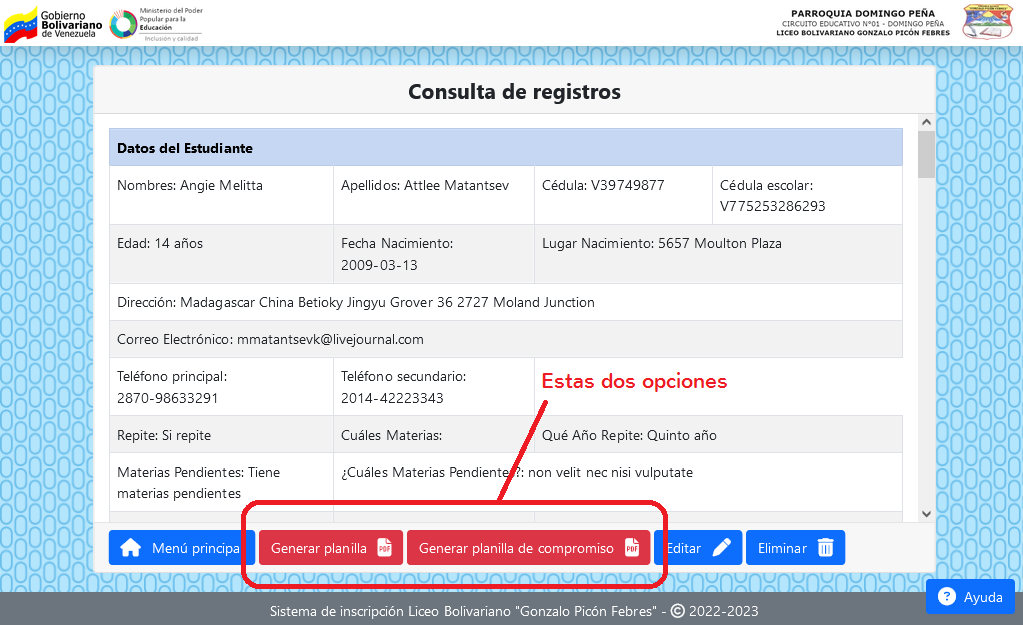 Gobierno
Bolivariano
de Venezuela
Ministerio del Poder
Popular para la
Educación
Inclusión y calidad
PARROQUIA DOMINGO PEÑA
CIRCUITO EDUCATIVO N°01 - DOMINGO PEÑA
LICEO BOLIVARIANO GONZALO PICÓN FEBRES
Consulta de registros
Datos del Estudiante
Nombres: Angie Melitta
Apellidos: Attlee Matantsev
Cédula: V39749877
Cédula escolar:
V775253286293
Edad: 14 años
Fecha Nacimiento:
2009-03-13
Lugar Nacimiento: 5657 Moulton Plaza
Dirección: Madagascar China Betioky Jingyu Grover 36 2727 Moland Junction
Correo Electrónico: mmatantsevk@livejournal.com
Teléfono principal:
2870-98633291
Teléfono secundario:
2014-42223343
Estas dos opciones
Repite: Si repite
Cuáles Materias:
Qué Año Repite: Quinto año
Materias Pendientes: Tiene
materias pendientes
¿Cuáles Materias Pendientes?: non velit nec nisi vulputate
Menú principa
Generar planilla PDF
Generar planilla de compromiso PDF
Editar
Eliminar
? Ayuda
Sistema de inscripción Liceo Bolivariano "Gonzalo Picón Febres" - © 2022-2023